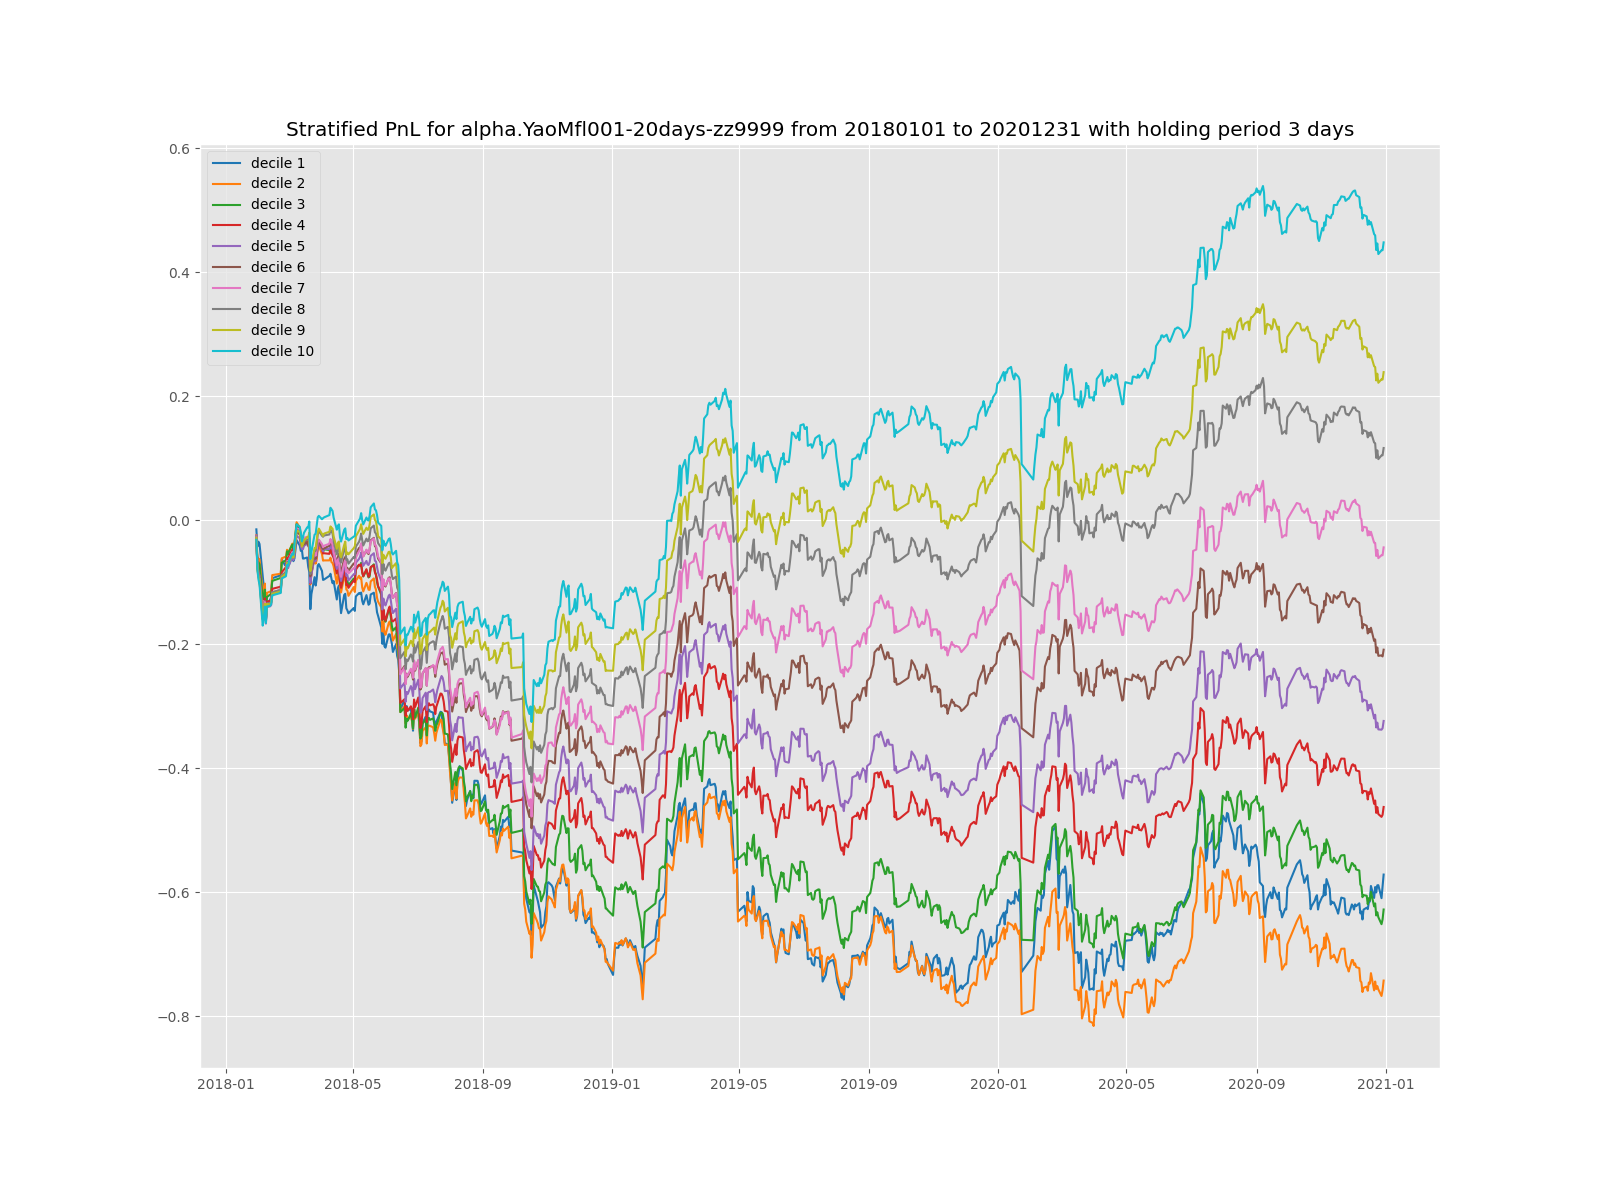 Stratified PnL for alpha.YaoMfl001-20days-zz9999 from 20180101 to 20201231 with holding period 3 days
0.6
0.4
0.2
0.0
−0.2
−0.4
−0.6
−0.8
decile 1
decile 2
decile 3
decile 4
decile 5
decile 6
decile 7
decile 8
decile 9
decile 10
2018-01 2018-05 2018-09 2019-01 2019-05 2019-09 2020-01 2020-05 2020-09 2021-01